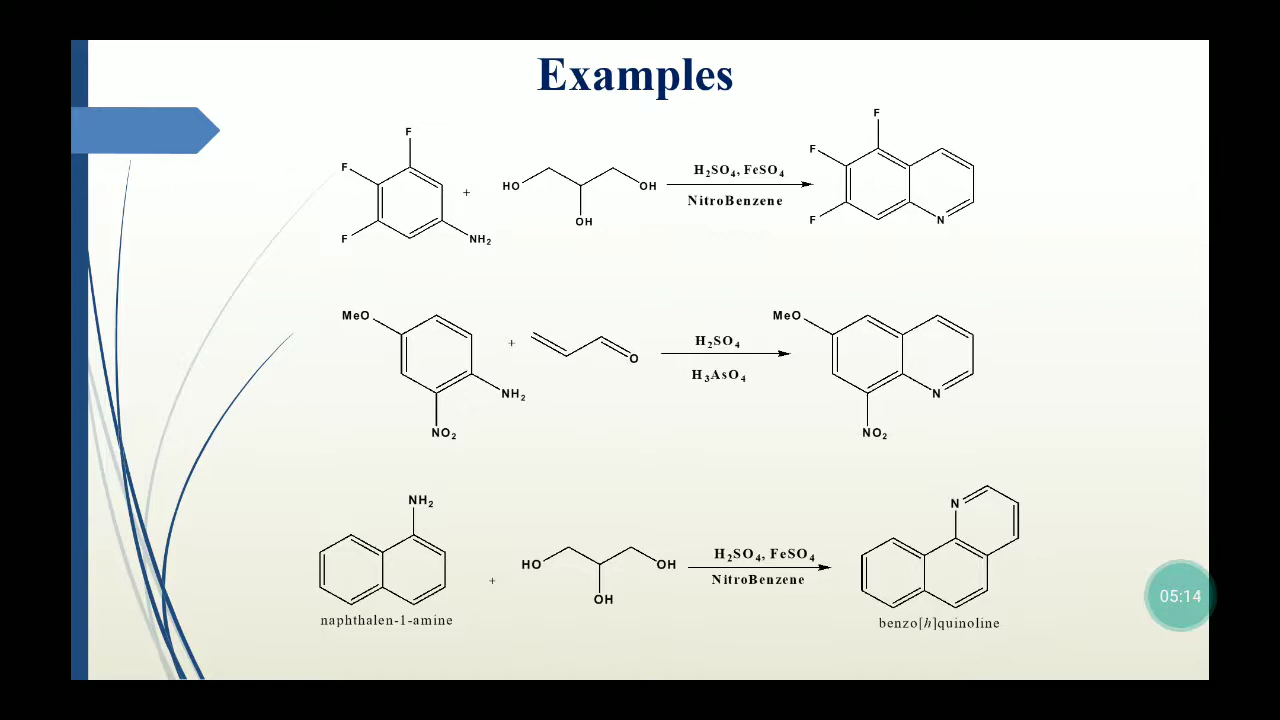 Examples
F
F
F
NH₂
+
HO
OH
OH
H₂SO₄, FeSO₄
NitroBenzene
F
F
F
N
MeO
NH₂
NO₂
+
O
H₂SO₄
H₃AsO₄
MeO
N
NO₂
NH₂
naphthalen-1-amine
+
HO
OH
OH
H₂SO₄, FeSO₄
NitroBenzene
N
benzo[h]quinoline
05:14